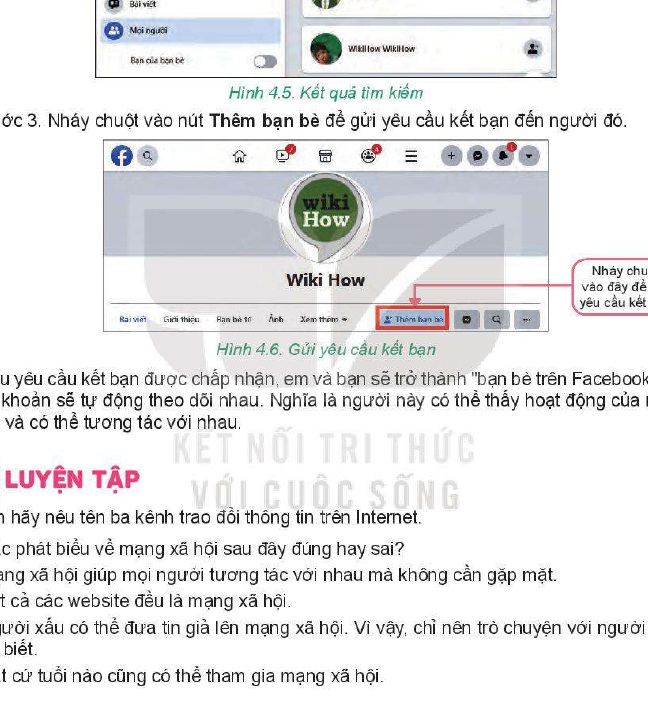 Bài viết
Mọi người
Bạn của bạn bè
WikiHow WikiHow
Hình 4.5. Kết quả tìm kiếm
ớc 3. Nháy chuột vào nút Thêm bạn bè để gửi yêu cầu kết bạn đến người đó.
wiki
How
Wiki How
Bài viết Giới thiệu Bạn bè Ảnh Xem thêm Thêm bạn bè
Nháy chu
vào đây để
yêu cầu kết
Hình 4.6. Gửi yêu cầu kết bạn
u yêu cầu kết bạn được chấp nhận, em và bạn sẽ trở thành "bạn bè trên Facebook
khoản sẽ tự động theo dõi nhau. Nghĩa là người này có thể thấy hoạt động của
và có thể tương tác với nhau.
KẾT NỐI TRI THỨC
VỚI CUỘC SỐNG
LUYỆN TẬP
hãy nêu tên ba kênh trao đổi thông tin trên Internet.
c phát biểu về mạng xã hội sau đây đúng hay sai?
ạng xã hội giúp mọi người tương tác với nhau mà không cần gặp mặt.
t cả các website đều là mạng xã hội.
gười xấu có thể đưa tin giả lên mạng xã hội. Vì vậy, chỉ nên trò chuyện với người
biết.
t cứ tuổi nào cũng có thể tham gia mạng xã hội.